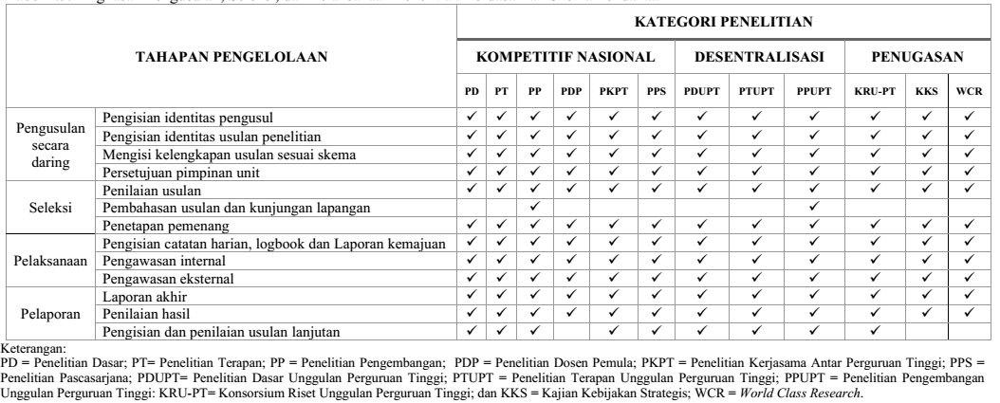 KATEGORI PENELITIAN
TAHAPAN PENGELOLAAN
KOMPETITIF NASIONAL DESENTRALISASI PENUGASAN
PD PT PP PDP PKPT PPS PDUPT PTUPT PPUPT KRU-PT KKS WCR
Pengusulan secara daring
Pengisian identitas pengusul ✓ ✓ ✓ ✓ ✓ ✓ ✓ ✓ ✓ ✓ ✓ ✓
Pengisian identitas usulan penelitian ✓ ✓ ✓ ✓ ✓ ✓ ✓ ✓ ✓ ✓ ✓ ✓
Mengisi kelengkapan usulan sesuai skema ✓ ✓ ✓ ✓ ✓ ✓ ✓ ✓ ✓ ✓ ✓ ✓
Persetujuan pimpinan unit ✓ ✓ ✓ ✓ ✓ ✓ ✓ ✓ ✓ ✓ ✓ ✓
Seleksi
Penilaian usulan ✓ ✓ ✓ ✓ ✓ ✓ ✓ ✓ ✓ ✓ ✓ ✓
Pembahasan usulan dan kunjungan lapangan ✓ ✓
Penetapan pemenang ✓ ✓ ✓ ✓ ✓ ✓ ✓ ✓ ✓ ✓ ✓ ✓
Pelaksanaan
Pengisian catatan harian, logbook dan Laporan kemajuan ✓ ✓ ✓ ✓ ✓ ✓ ✓ ✓ ✓ ✓ ✓ ✓
Pengawasan internal ✓ ✓ ✓ ✓ ✓ ✓ ✓ ✓ ✓ ✓ ✓ ✓
Pengawasan eksternal ✓ ✓ ✓ ✓ ✓ ✓ ✓ ✓ ✓ ✓ ✓ ✓
Pelaporan
Laporan akhir ✓ ✓ ✓ ✓ ✓ ✓ ✓ ✓ ✓ ✓ ✓ ✓
Penilaian hasil ✓ ✓ ✓ ✓ ✓ ✓ ✓ ✓ ✓ ✓ ✓ ✓
Pengisian dan penilaian usulan lanjutan ✓ ✓ ✓ ✓ ✓ ✓ ✓ ✓ ✓
Keterangan:
PD = Penelitian Dasar; PT= Penelitian Terapan; PP = Penelitian Pengembangan; PDP = Penelitian Dosen Pemula; PKPT = Penelitian Kerjasama Antar Perguruan Tinggi; PPS =
Penelitian Pascasarjana; PDUPT= Penelitian Dasar Unggulan Perguruan Tinggi; PTUPT = Penelitian Terapan Unggulan Perguruan Tinggi; PPUPT = Penelitian Pengembangan
Unggulan Perguruan Tinggi: KRU-PT= Konsorsium Riset Unggulan Perguruan Tinggi; dan KKS = Kajian Kebijakan Strategis; WCR = World Class Research.